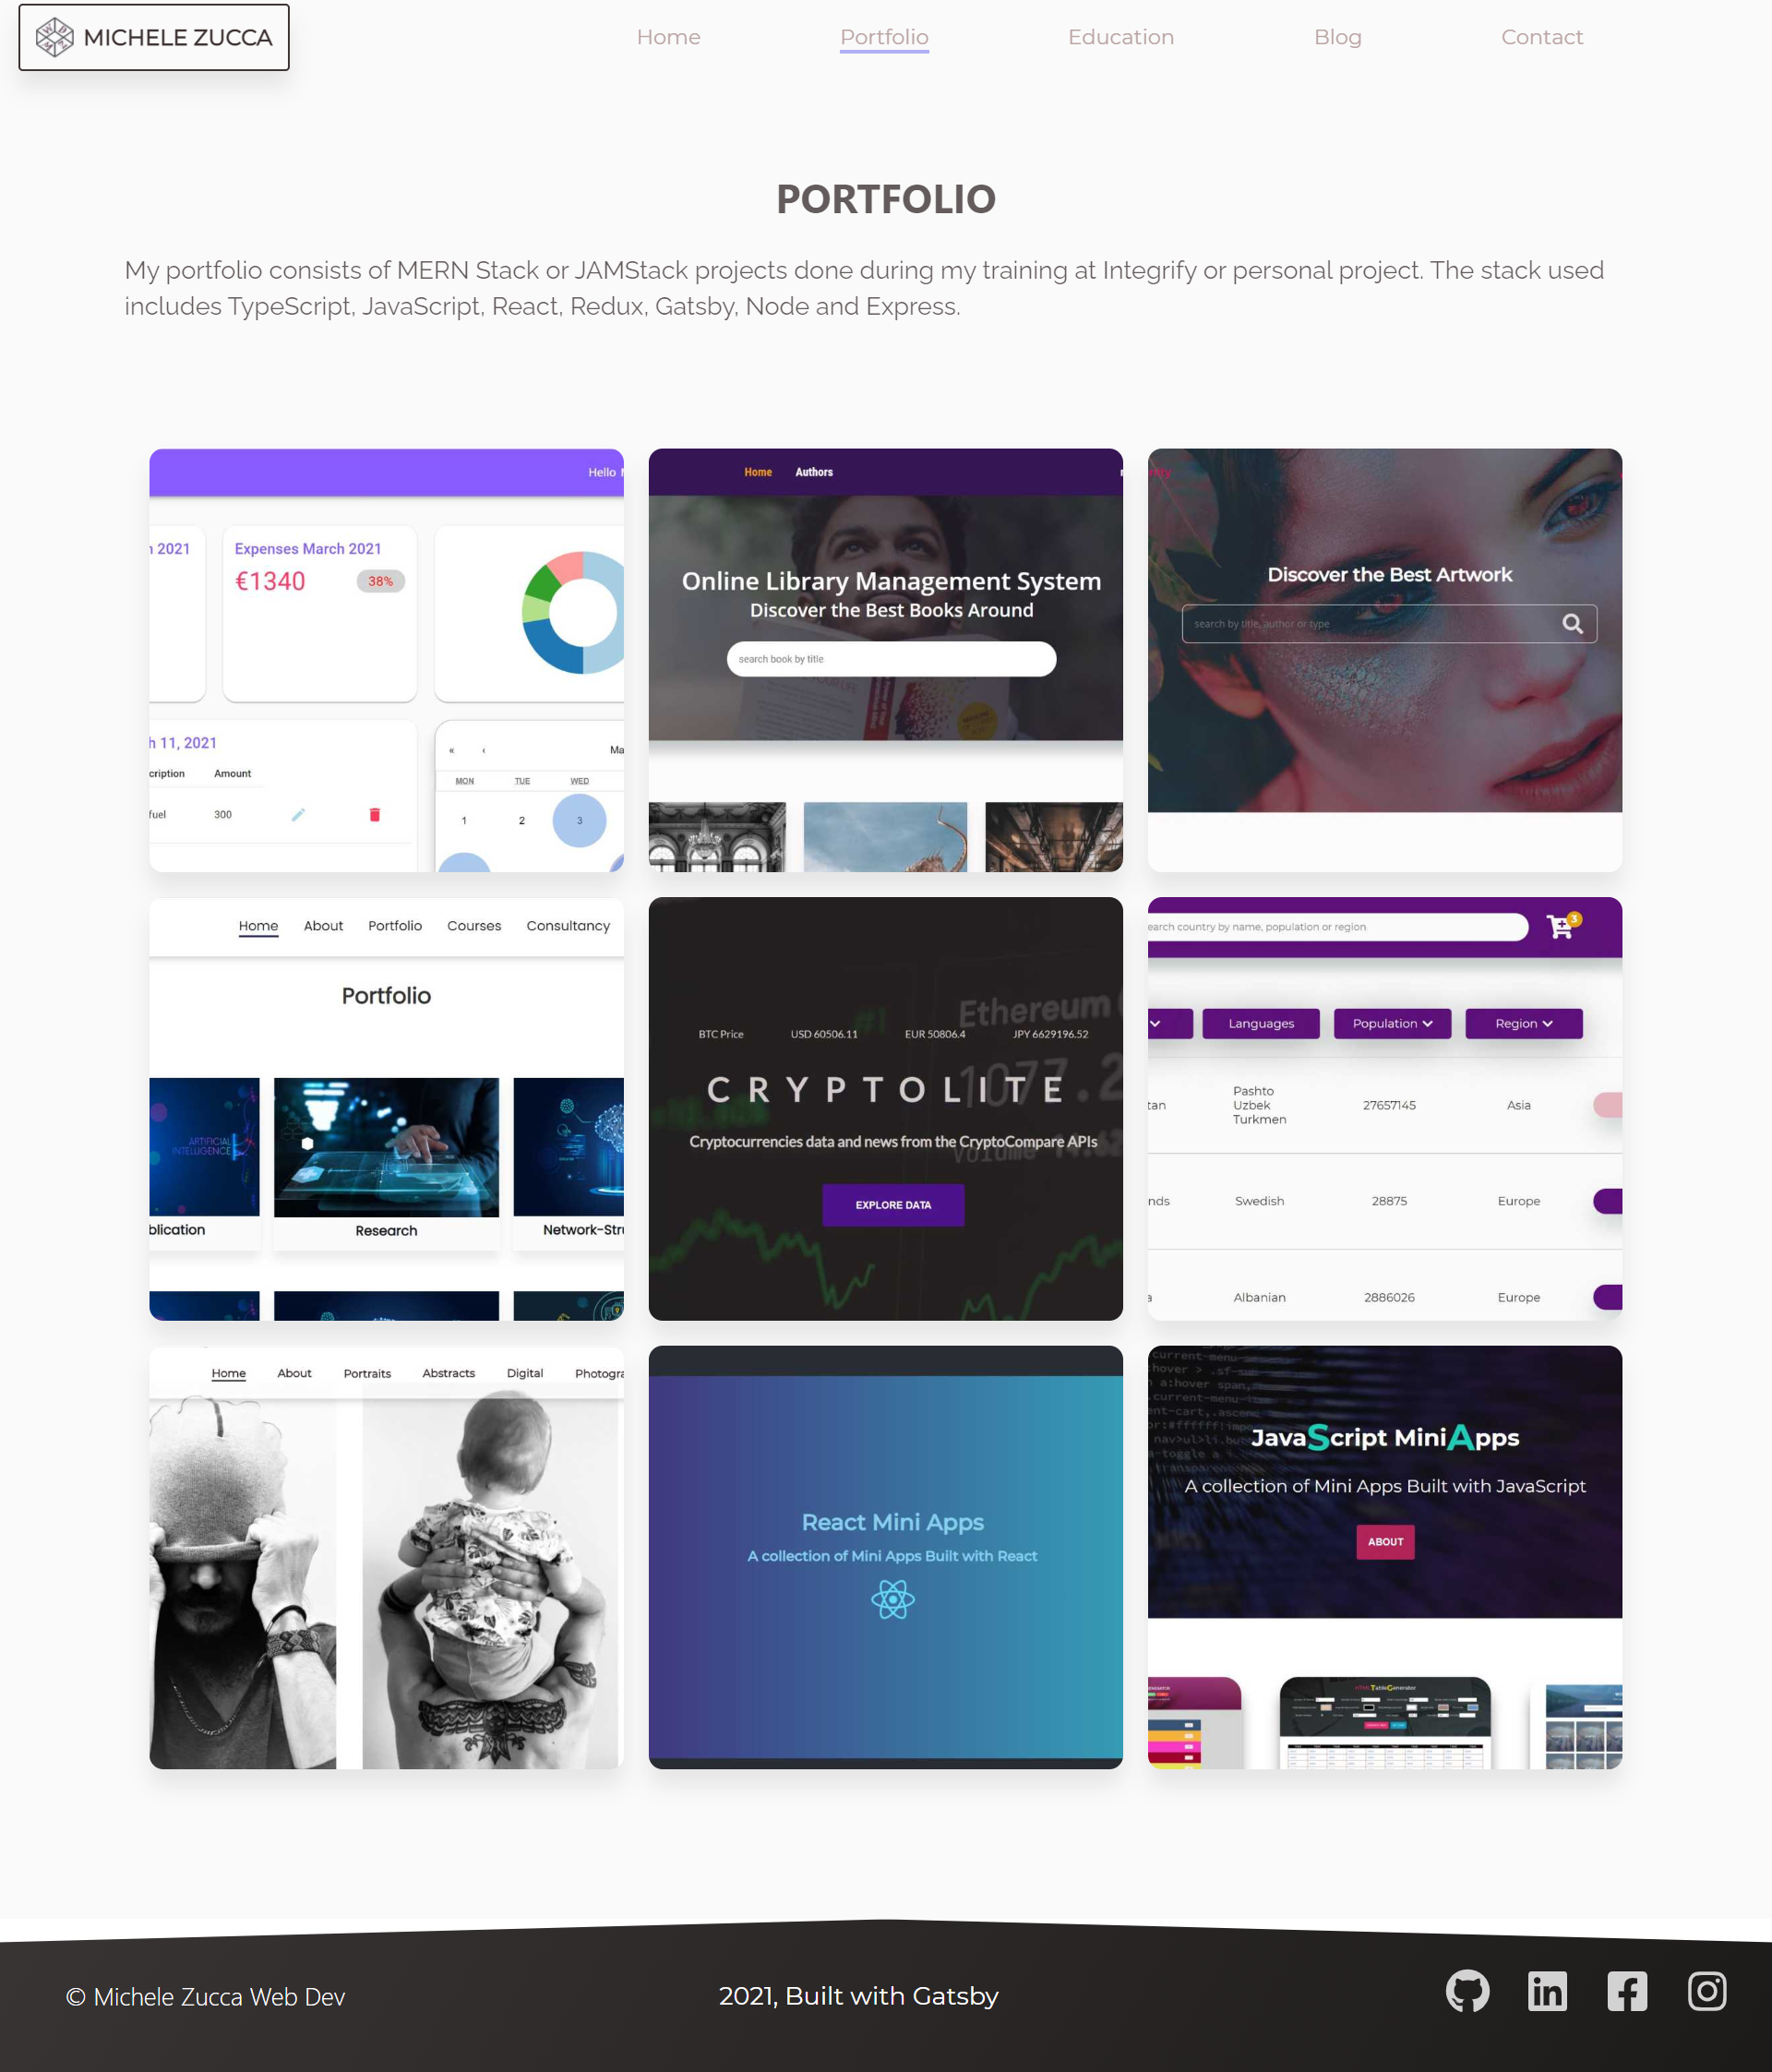 MICHELE ZUCCA
Home
Portfolio
Education
Blog
Contact
PORTFOLIO
My portfolio consists of MERN Stack or JAMStack projects done during my training at Integrify or personal project. The stack used
includes TypeScript, JavaScript, React, Redux, Gatsby, Node and Express.
Hello
2021
Expenses March 2021
€1340
38%
h 11, 2021
cription
Amount
fuel
300
«
‹
Ma
MON
TUE
WED
1
2
3
Home
Authors
Online Library Management System
Discover the Best Books Around
search book by title
Discover the Best Artwork
search by title, author or type
Home
About
Portfolio
Courses
Consultancy
Portfolio
ARTIFICIAL
INTELLIGENCE
blication
Research
Network-Stru
#1
Ethereum
BTC Price
USD 60506.11
EUR 50806.4
JPY 6629196.52
1077.2
CRYPTOLITE
Cryptocurrencies data and news from the CryptoCompare APIs
Volume
EXPLORE DATA
earch country by name, population or region
3
Languages
Population
Region
tan
Pashto
Uzbek
Turkmen
27657145
Asia
nds
Swedish
28875
Europe
a
Albanian
2886026
Europe
Home
About
Portraits
Abstracts
Digital
Photogra
React Mini Apps
A collection of Mini Apps Built with React
JavaScript MiniApps
A collection of Mini Apps Built with JavaScript
ABOUT
TableGenerator
© Michele Zucca Web Dev
2021, Built with Gatsby